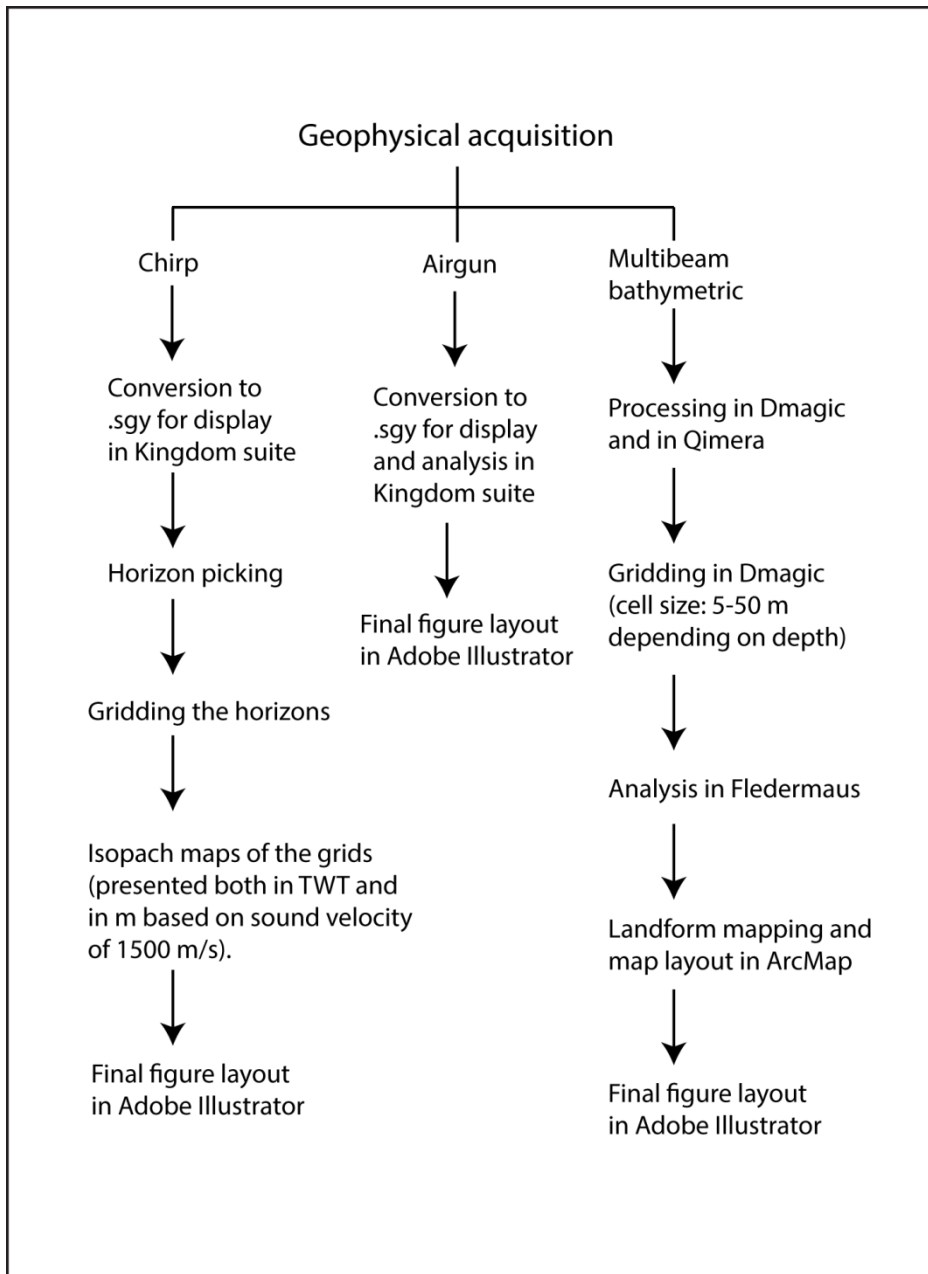 Geophysical acquisition
Chirp
Conversion to
.sgy for display
in Kingdom suite
Horizon picking
Gridding the horizons
Isopach maps of the grids
(presented both in TWT and
in m based on sound velocity
of 1500 m/s).
Final figure layout
in Adobe Illustrator
Airgun
Conversion to
.sgy for display
and analysis in
Kingdom suite
Final figure layout
in Adobe Illustrator
Multibeam
bathymetric
Processing in Dmagic
and in Qimera
Gridding in Dmagic
(cell size: 5-50 m
depending on depth)
Analysis in Fledermaus
Landform mapping and
map layout in ArcMap
Final figure layout
in Adobe Illustrator